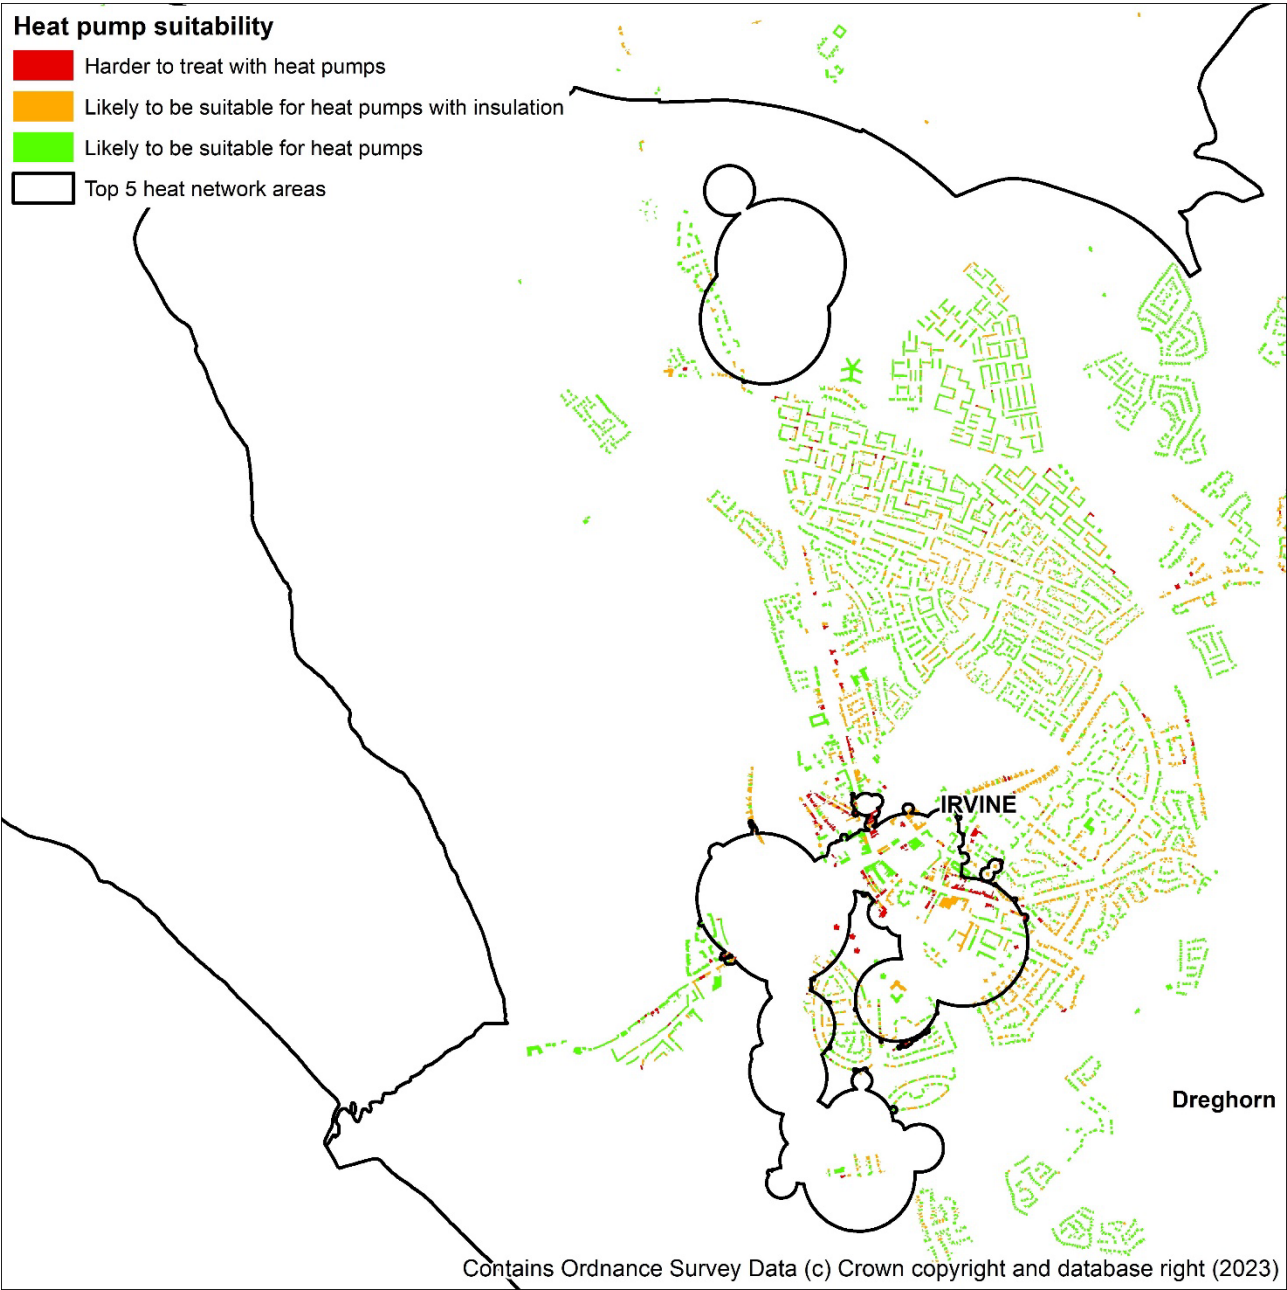 Heat pump suitability
Harder to treat with heat pumps
Likely to be suitable for heat pumps with insulation
Likely to be suitable for heat pumps
Top 5 heat network areas
IRVINE
Dreghorn
Contains Ordnance Survey Data (c) Crown copyright and database right (2023)